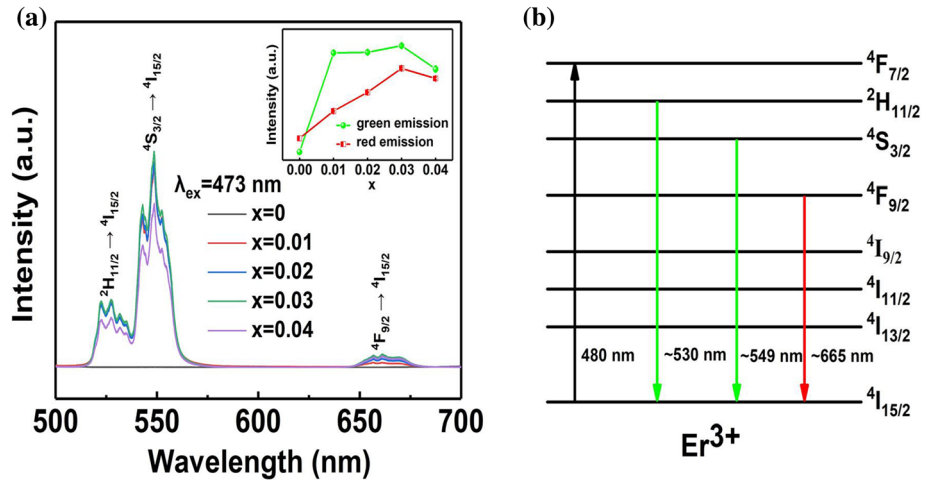 (a)
Intensity (a.u.)
²H₁₁/₂ → ⁴I₁₅/₂
⁴S₃/₂ → ⁴I₁₅/₂
λex=473 nm
x=0
x=0.01
x=0.02
x=0.03
x=0.04
⁴F₉/₂ → ⁴I₁₅/₂
500 550 600 650 700
Wavelength (nm)
Intensity (a.u.)
green emission
red emission
0.00 0.01 0.02 0.03 0.04
x
(b)
⁴F₇/₂
²H₁₁/₂
⁴S₃/₂
⁴F₉/₂
⁴I₉/₂
⁴I₁₁/₂
⁴I₁₃/₂
480 nm ~530 nm ~549 nm ~665 nm
⁴I₁₅/₂
Er³⁺